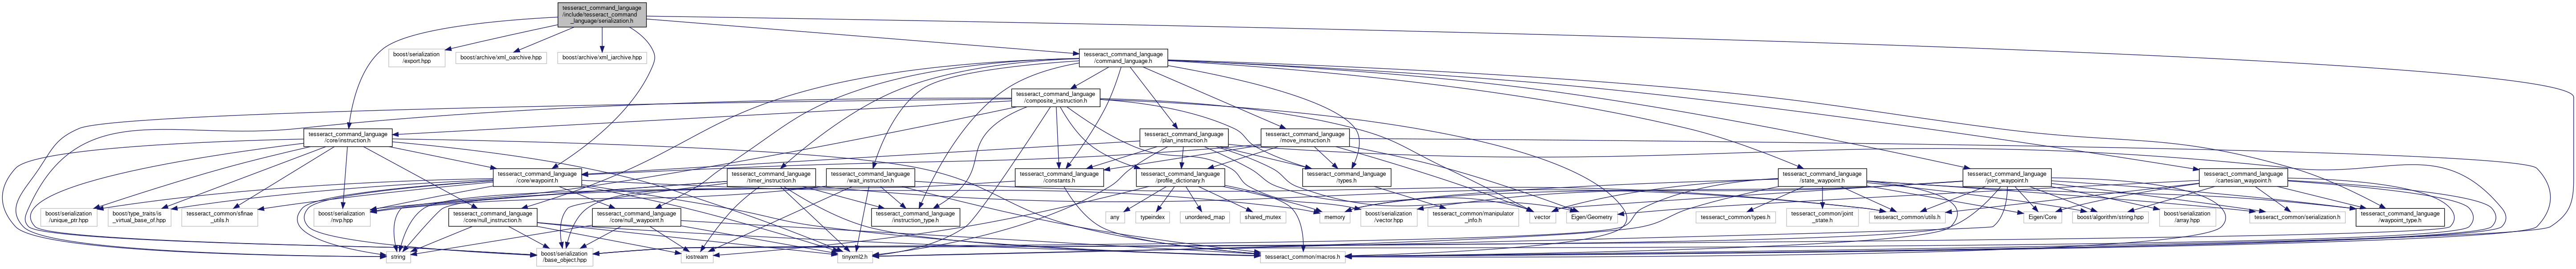 tesseract_command_language
/include/tesseract_command
_language/serialization.h
boost/serialization
/export.hpp
boost/archive/xml_oarchive.hpp
boost/archive/xml_iarchive.hpp
tesseract_command_language
/command_language.h
tesseract_command_language
/composite_instruction.h
tesseract_command_language
/core/instruction.h
tesseract_command_language
/plan_instruction.h
tesseract_command_language
/move_instruction.h
tesseract_command_language
/core/waypoint.h
tesseract_command_language
/timer_instruction.h
tesseract_command_language
/wait_instruction.h
tesseract_command_language
/constants.h
tesseract_command_language
/profile_dictionary.h
tesseract_command_language
/types.h
tesseract_command_language
/state_waypoint.h
tesseract_command_language
/joint_waypoint.h
tesseract_command_language
/cartesian_waypoint.h
boost/serialization
/unique_ptr.hpp
boost/type_traits/is
_virtual_base_of.hpp
tesseract_common/sfinae
_utils.h
boost/serialization
/nvp.hpp
tesseract_command_language
/core/null_instruction.h
tesseract_command_language
/core/null_waypoint.h
tesseract_command_language
/instruction_type.h
any
typeindex
unordered_map
shared_mutex
memory
boost/serialization
/vector.hpp
tesseract_common/manipulator
_info.h
vector
Eigen/Geometry
tesseract_common/types.h
tesseract_common/joint
_state.h
tesseract_common/utils.h
Eigen/Core
boost/algorithm/string.hpp
boost/serialization
/array.hpp
tesseract_common/serialization.h
tesseract_command_language
/waypoint_type.h
string
boost/serialization
/base_object.hpp
iostream
tinyxml2.h
tesseract_common/macros.h